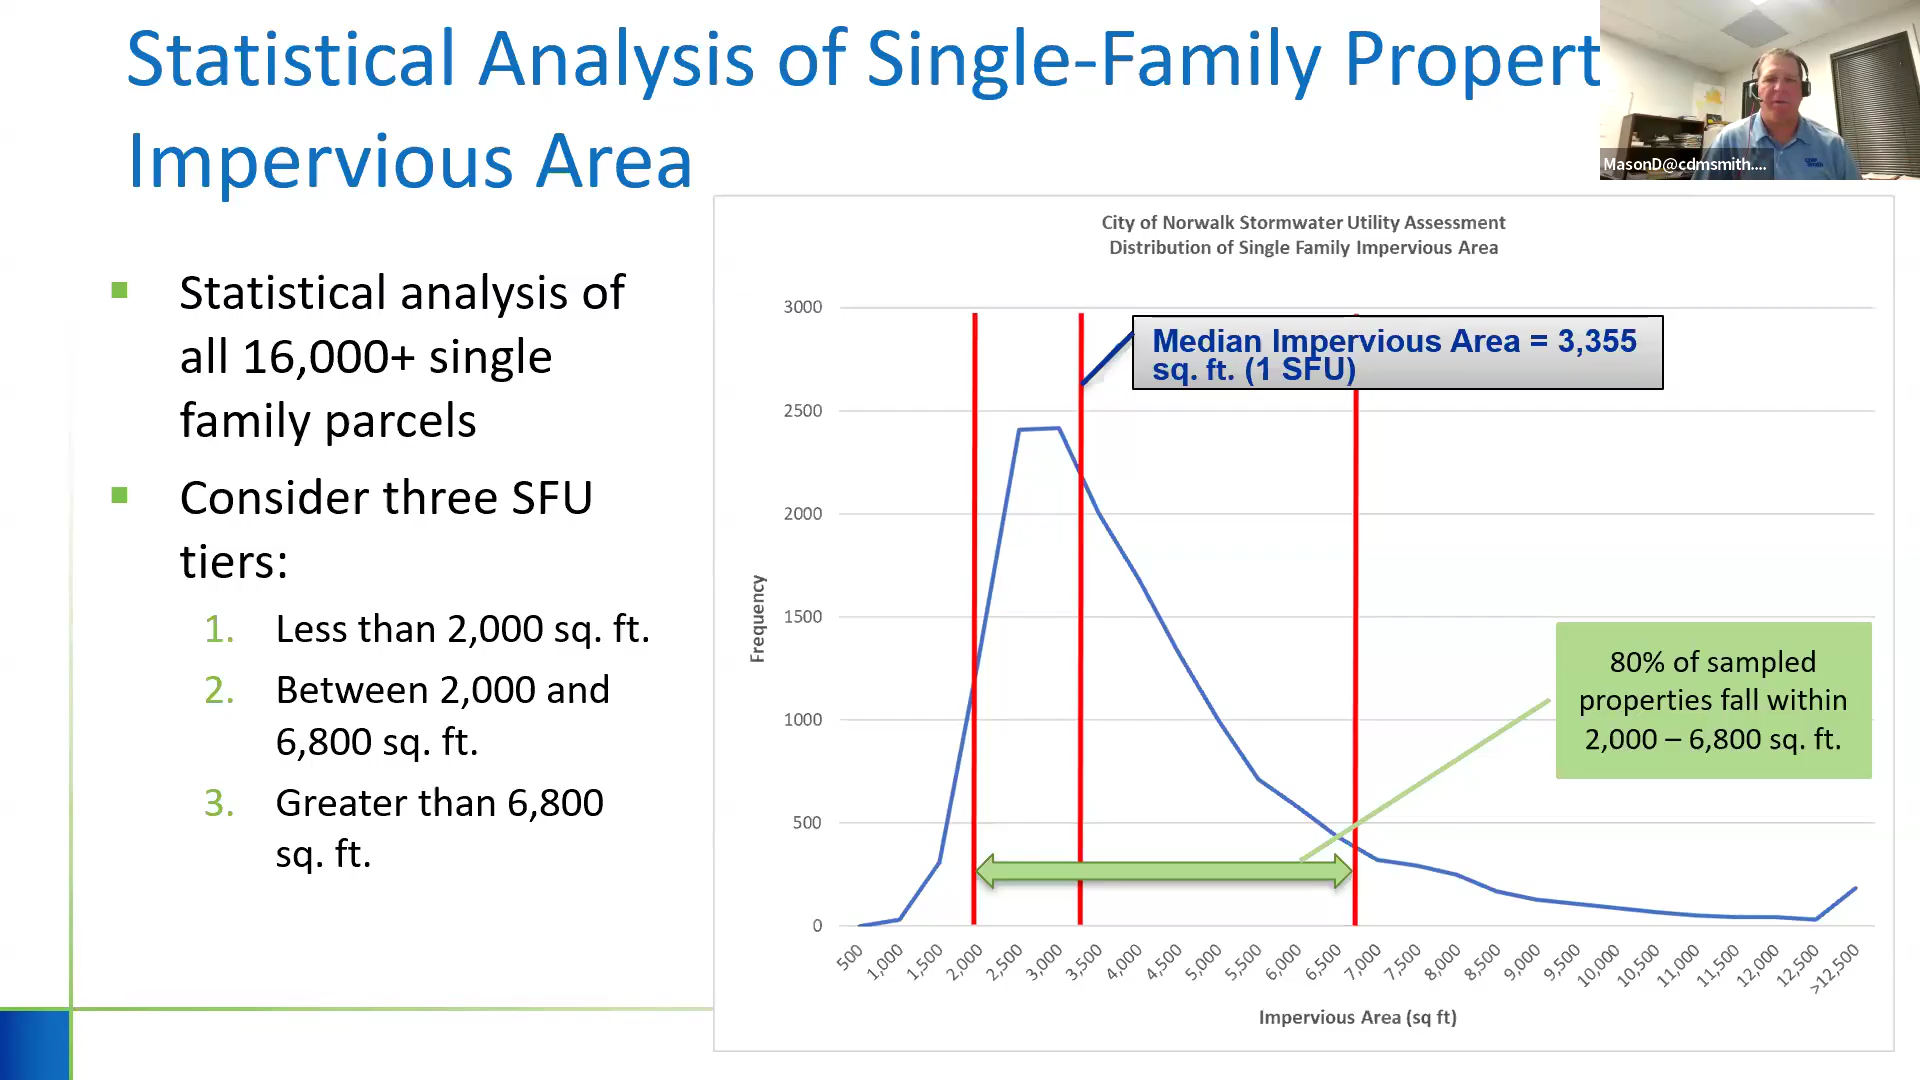 Statistical Analysis of Single-Family Propert
Impervious Area
MasonD@cdmsmith....
Statistical analysis of
all 16,000+ single
family parcels
Consider three SFU
tiers:
1. Less than 2,000 sq. ft.
2. Between 2,000 and
6,800 sq. ft.
3. Greater than 6,800
sq. ft.
City of Norwalk Stormwater Utility Assessment
Distribution of Single Family Impervious Area
Median Impervious Area = 3,355
sq. ft. (1 SFU)
80% of sampled
properties fall within
2,000 – 6,800 sq. ft.
Frequency
3000
2500
2000
1500
1000
500
0
500 1,000 1,500 2,000 2,500 3,000 3,500 4,000 4,500 5,000 5,500 6,000 6,500 7,000 7,500 8,000 8,500 9,000 9,500 10,000 10,500 11,000 11,500 12,000 12,500 >12,500
Impervious Area (sq ft)